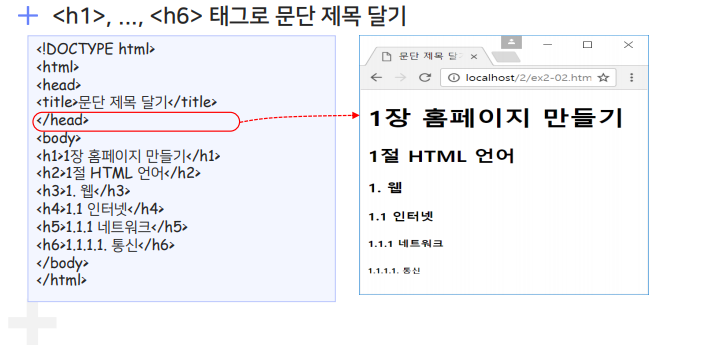 <h1>, ..., <h6> 태그로 문단 제목 달기
<!DOCTYPE html>
<html>
<head>
<title>문단 제목 달기</title>
</head>
<body>
<h1>1장 홈페이지 만들기</h1>
<h2>1절 HTML 언어</h2>
<h3>1. 웹</h3>
<h4>1.1 인터넷</h4>
<h5>1.1.1 네트워크</h5>
<h6>1.1.1.1. 통신</h6>
</body>
</html>
문단 제목 달
localhost/2/ex2-02.htm
1장 홈페이지 만들기
1절 HTML 언어
1. 웹
1.1 인터넷
1.1.1 네트워크
1.1.1.1. 통신